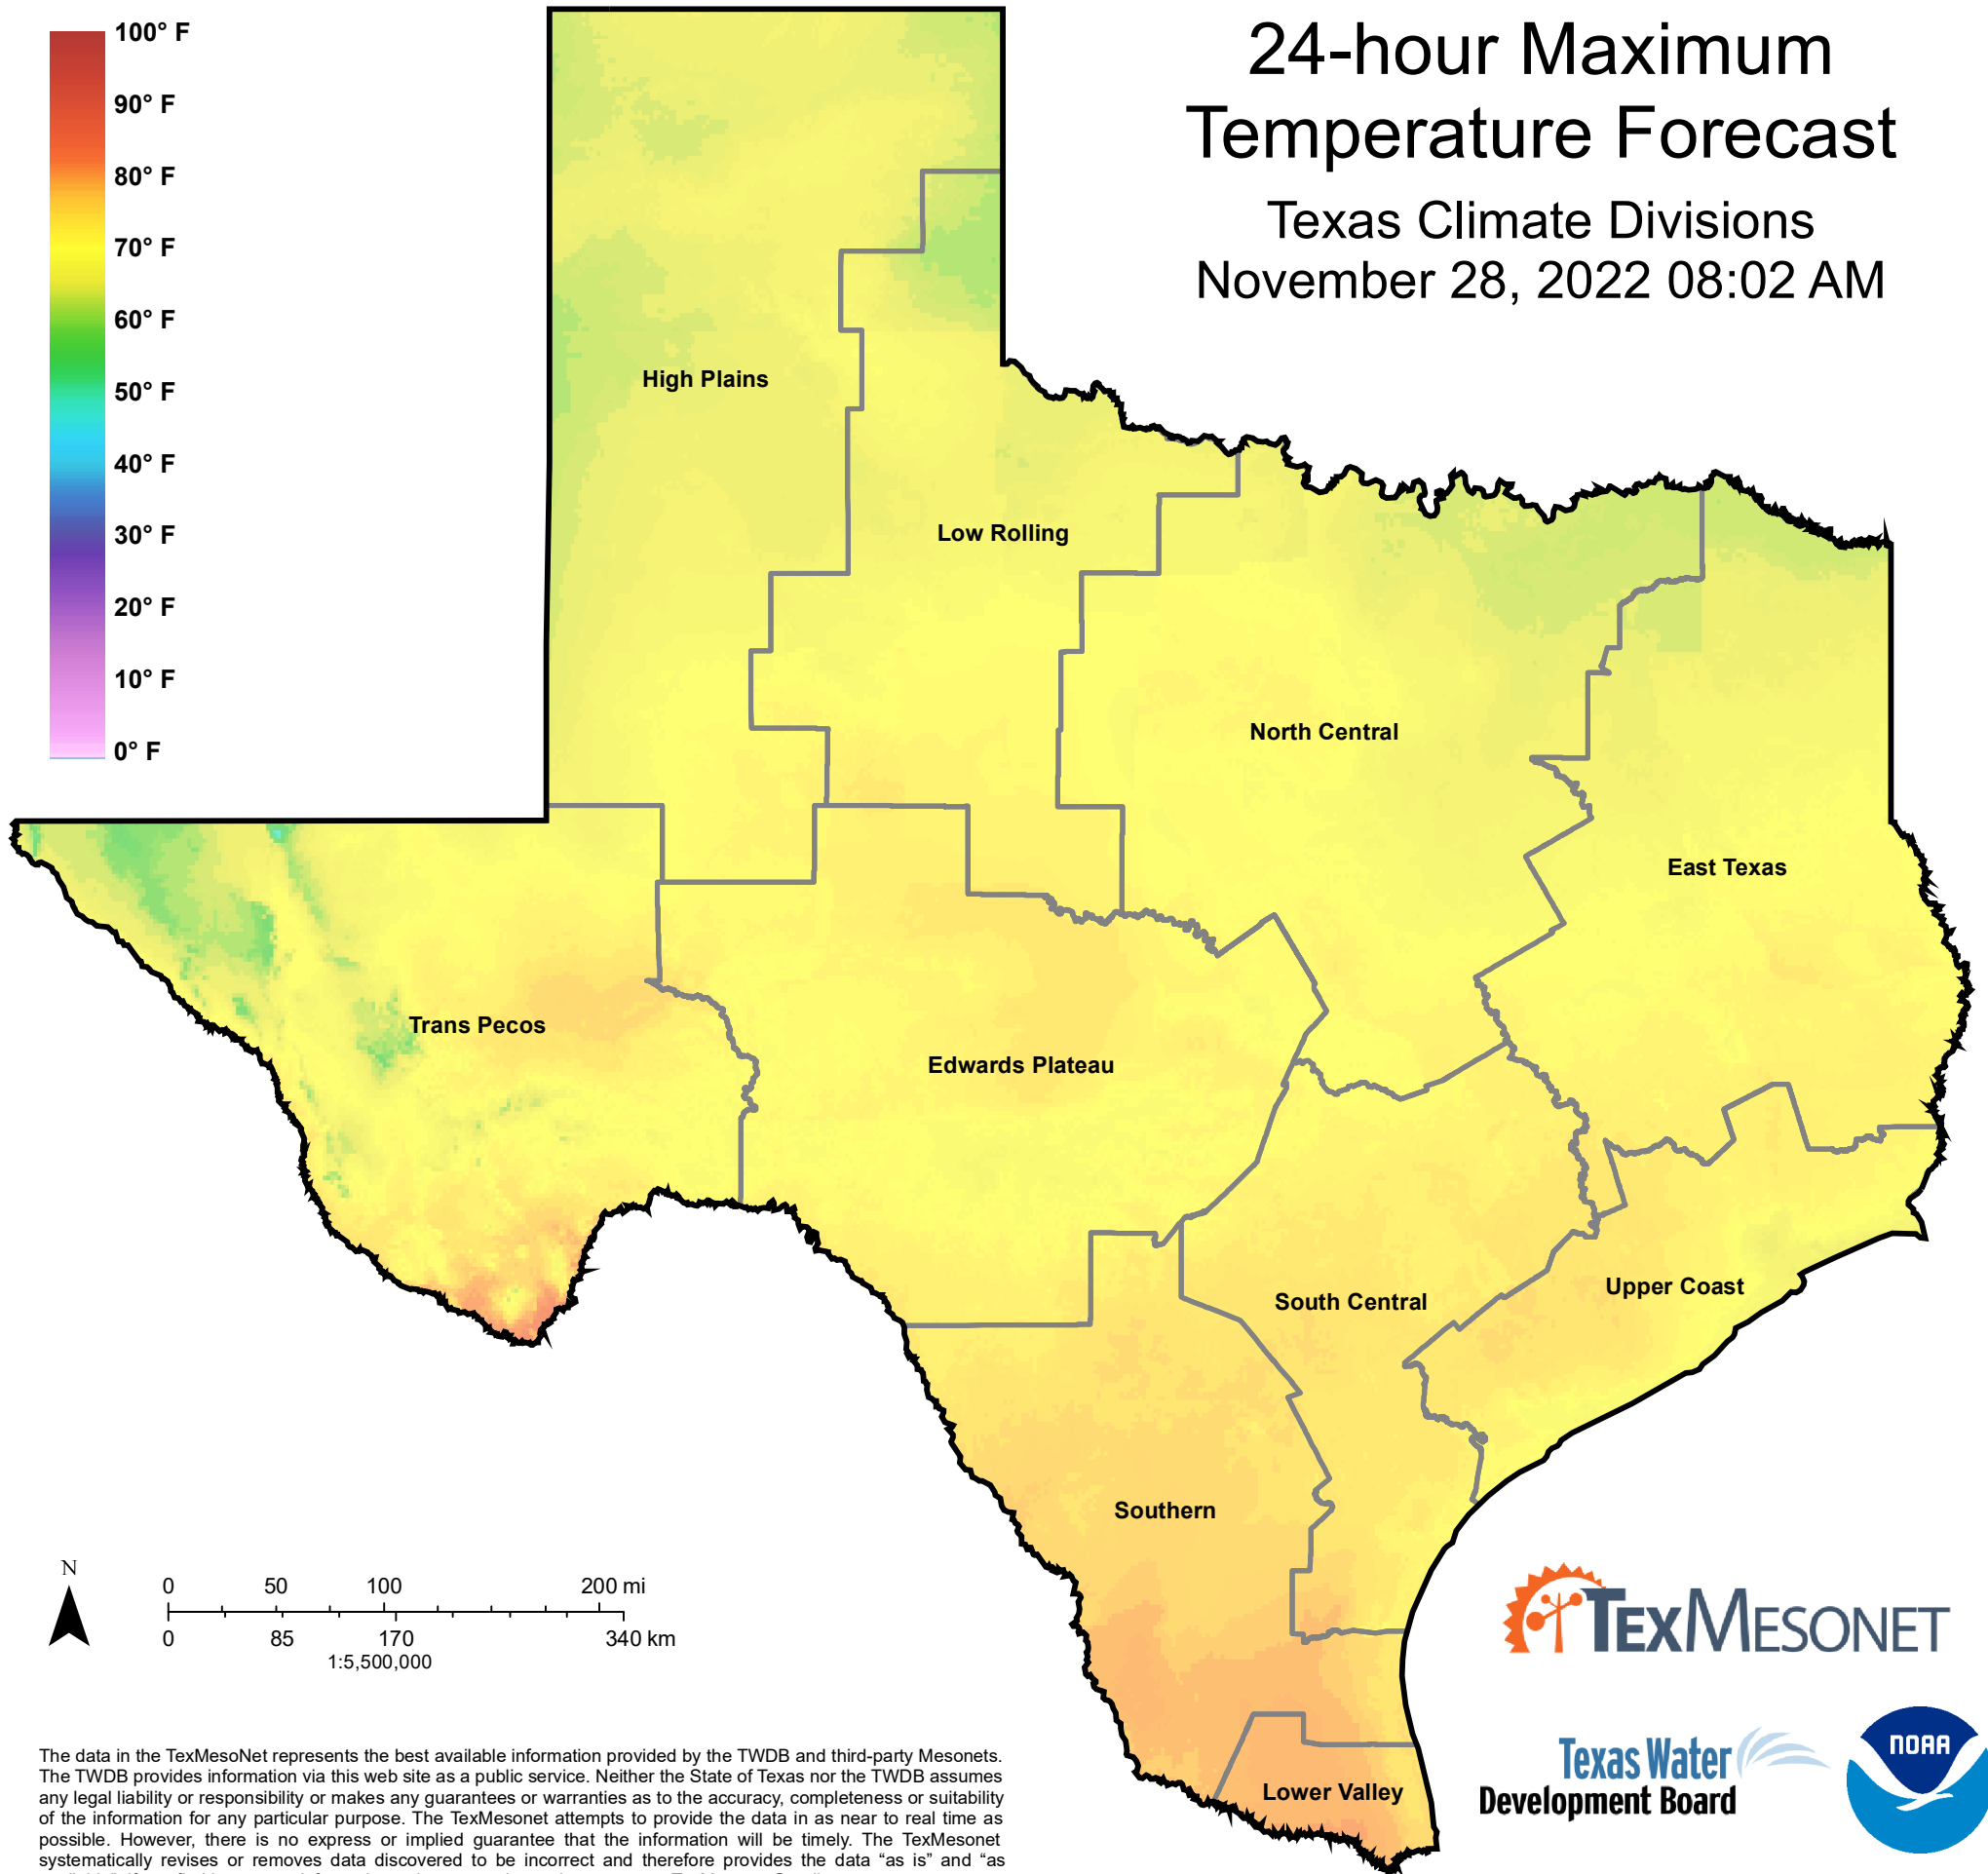 24-hour Maximum
Temperature Forecast
Texas Climate Divisions
November 28, 2022 08:02 AM
100° F
90° F
80° F
70° F
60° F
50° F
40° F
30° F
20° F
10° F
0° F
High Plains
Low Rolling
North Central
East Texas
Trans Pecos
Edwards Plateau
South Central
Upper Coast
Southern
Lower Valley
N
0 50 100 200 mi
0 85 170 340 km
1:5,500,000
TEXMESONET
Texas Water
Development Board
NOAA
The data in the TexMesoNet represents the best available information provided by the TWDB and third-party Mesonets.
The TWDB provides information via this web site as a public service. Neither the State of Texas nor the TWDB assumes
any legal liability or responsibility or makes any guarantees or warranties as to the accuracy, completeness or suitability
of the information for any particular purpose. The TexMesonet attempts to provide the data in as near to real time as
possible. However, there is no express or implied guarantee that the information will be timely. The TexMesonet
systematically revises or removes data discovered to be incorrect and therefore provides the data “as is” and “as